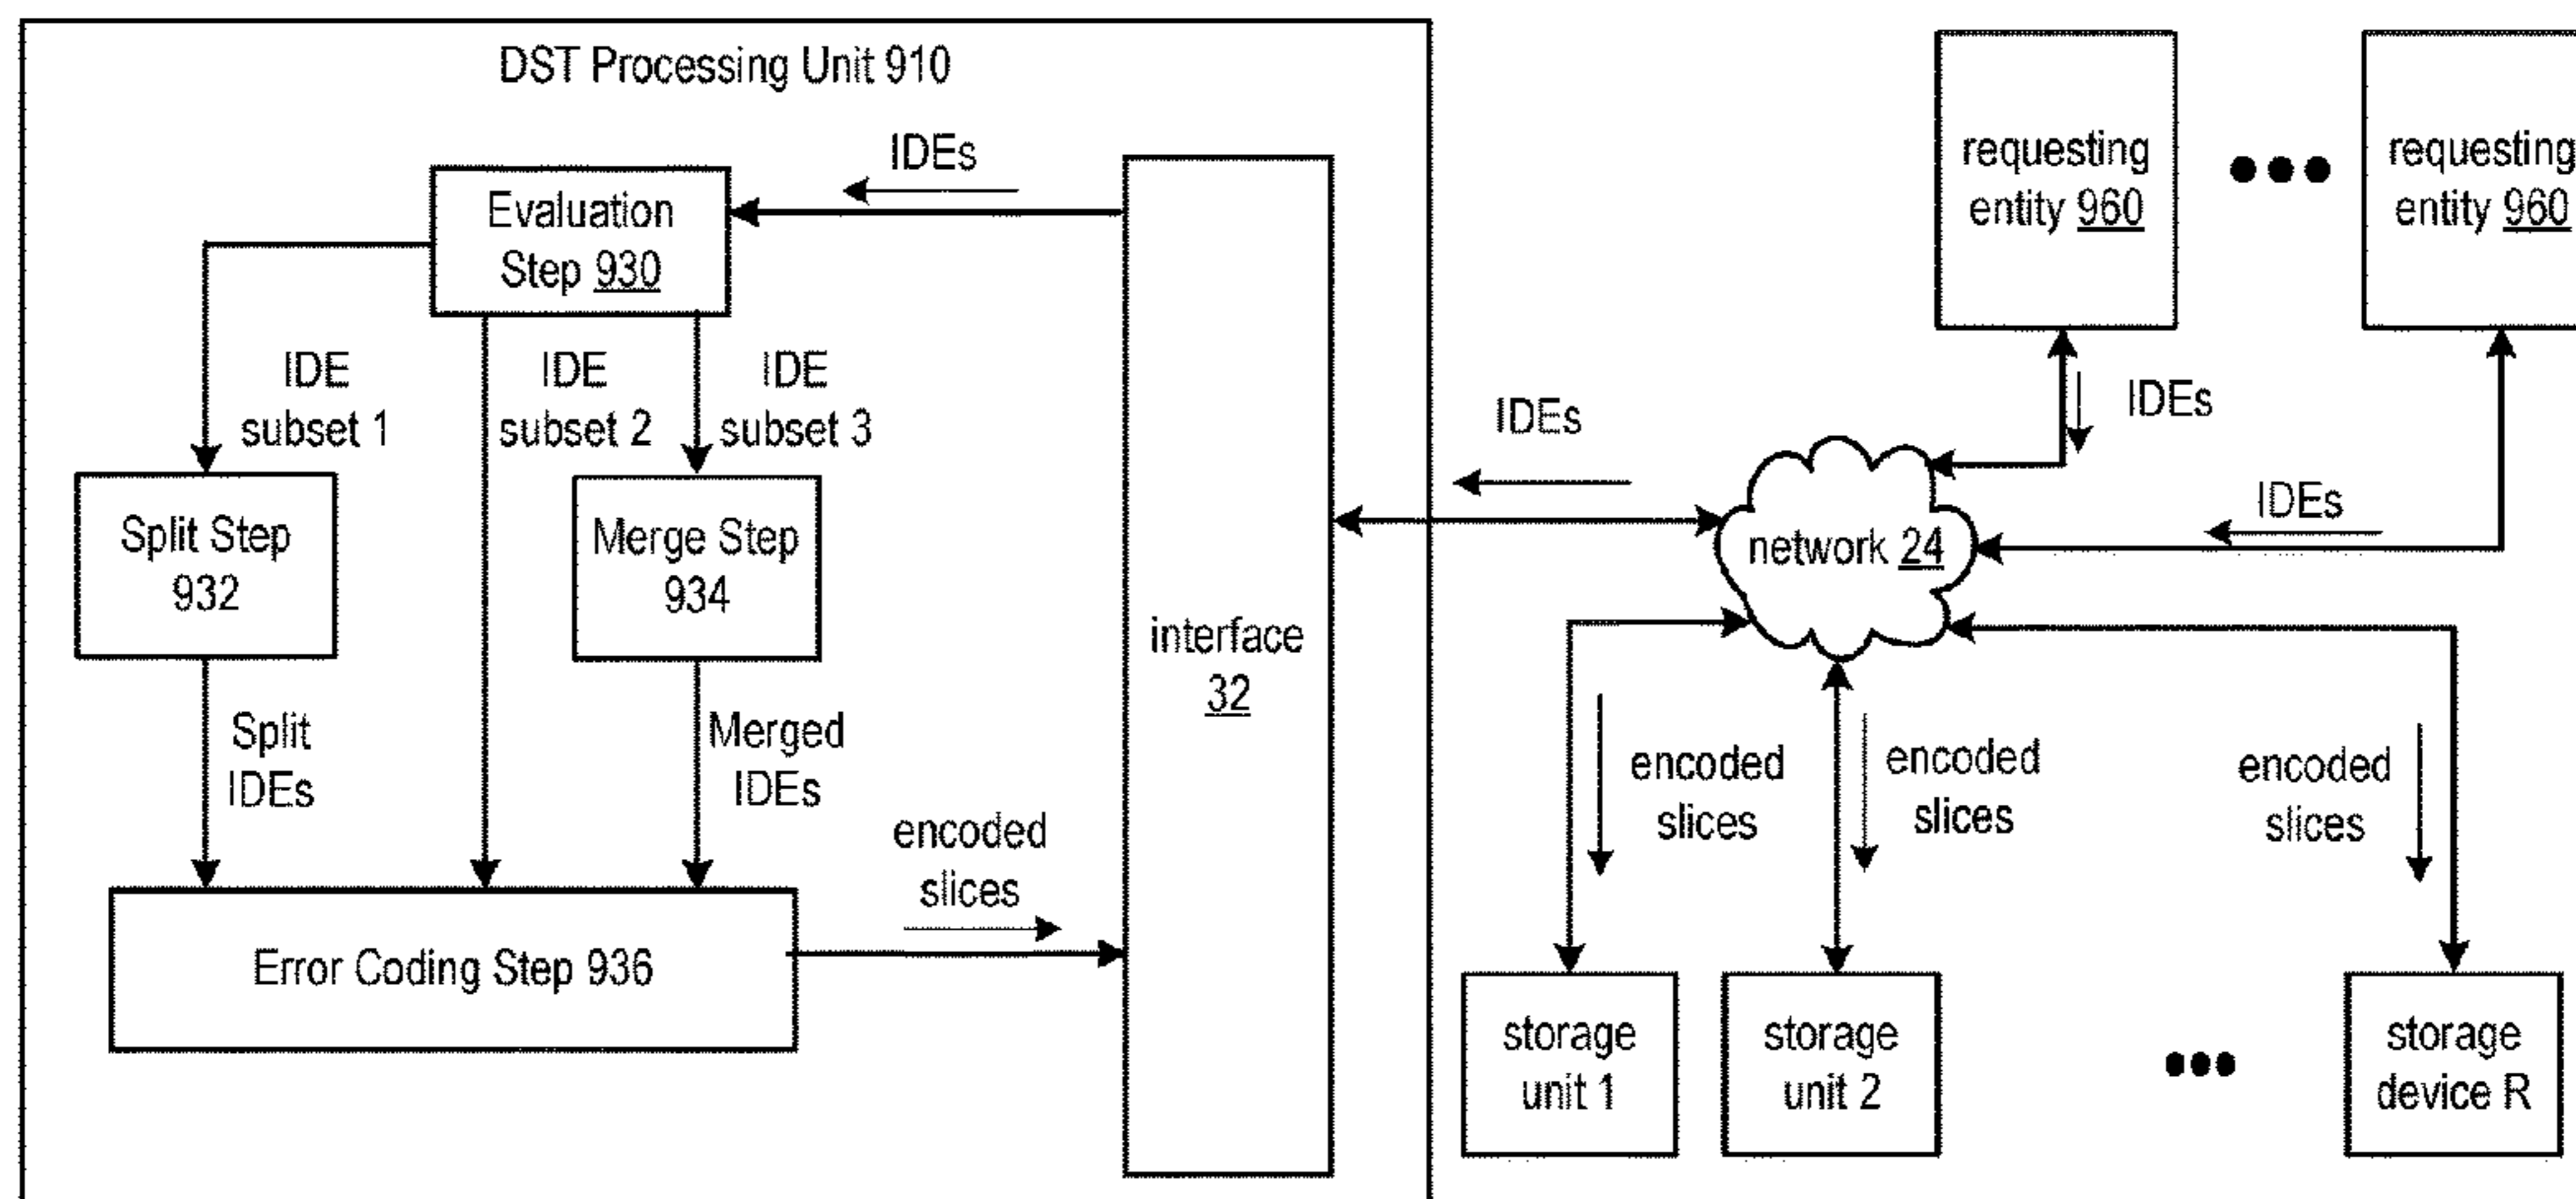 DST Processing Unit 910
IDEs
Evaluation
Step 930
IDE
subset 1
IDE
subset 2
IDE
subset 3
Split Step
932
Merge Step
934
Split
IDEs
Merged
IDEs
encoded
slices
Error Coding Step 936
interface
32
IDEs
requesting
entity 960
requesting
entity 960
IDEs
IDEs
network 24
encoded
slices
encoded
slices
encoded
slices
storage
unit 1
storage
unit 2
storage
device R